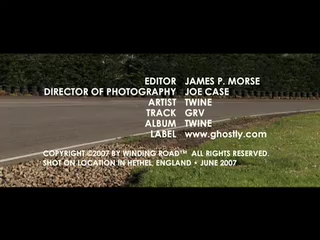 EDITOR JAMES P. MORSE
DIRECTOR OF PHOTOGRAPHY JOE CASE
ARTIST TWINE
TRACK GRV
ALBUM TWINE
LABEL www.ghostly.com
COPYRIGHT ©2007 BY WINDING ROAD™ ALL RIGHTS RESERVED.
SHOT ON LOCATION IN HETHEL, ENGLAND • JUNE 2007